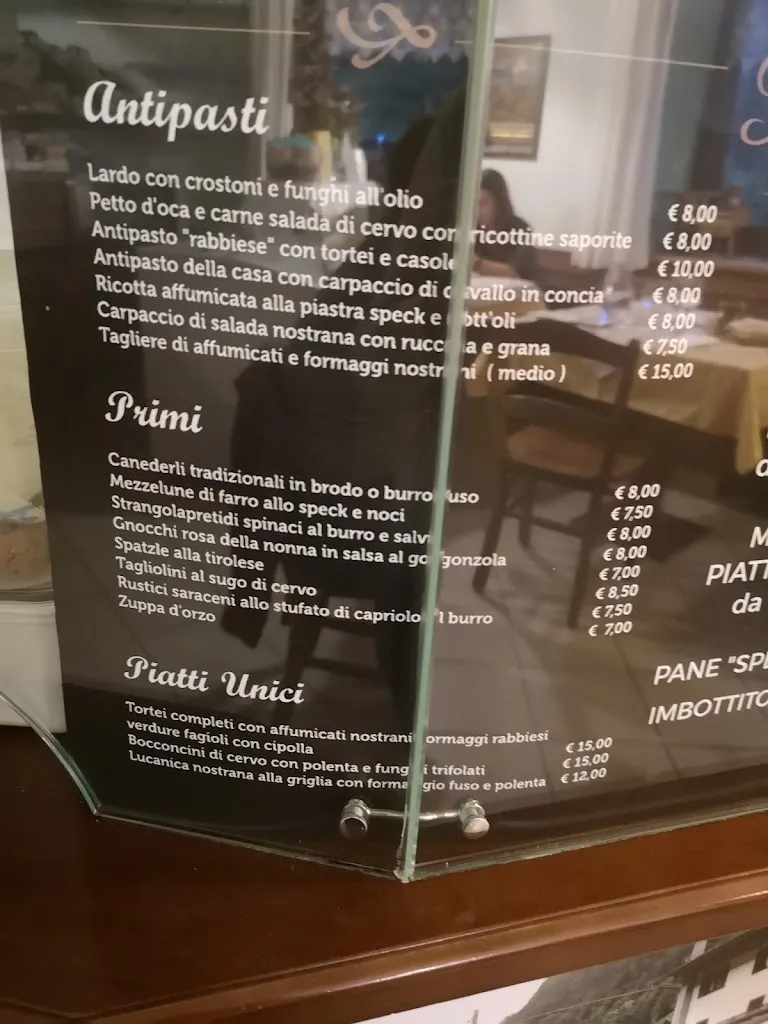 Antipasti
Lardo con crostoni e funghi all'olio € 8,00
Petto d'oca e carne salada di cervo con ricottine saporite € 8,00
Antipasto "rabbiese" con tortei e casole € 10,00
Antipasto della casa con carpaccio di cavallo in concia" € 8,00
Ricotta affumicata alla piastra speck e sott'oli € 8,00
Carpaccio di salada nostrana con ruccola e grana € 7,50
Tagliere di affumicati e formaggi nostrani ( medio ) € 15,00
Primi
Canederli tradizionali in brodo o burro fuso € 8,00
Mezzelune di farro allo speck e noci € 7,50
Strangolapretidi spinaci al burro e salvi € 8,00
Gnocchi rosa della nonna in salsa al gorgonzola € 8,00
Spatzle alla tirolese € 7,00
Tagliolini al sugo di cervo € 8,50
Rustici saraceni allo stufato di capriolo al burro € 7,50
Zuppa d'orzo € 7,00
Piatti Unici
Tortei completi con affumicati nostrani formaggi rabbiesi
verdure fagioli con cipolla € 15,00
Bocconcini di cervo con polenta e funghi trifolati € 15,00
Lucanica nostrana alla griglia con formaggio fuso e polenta € 12,00
PIATT
da
PANE "SPE
IMBOTTITO